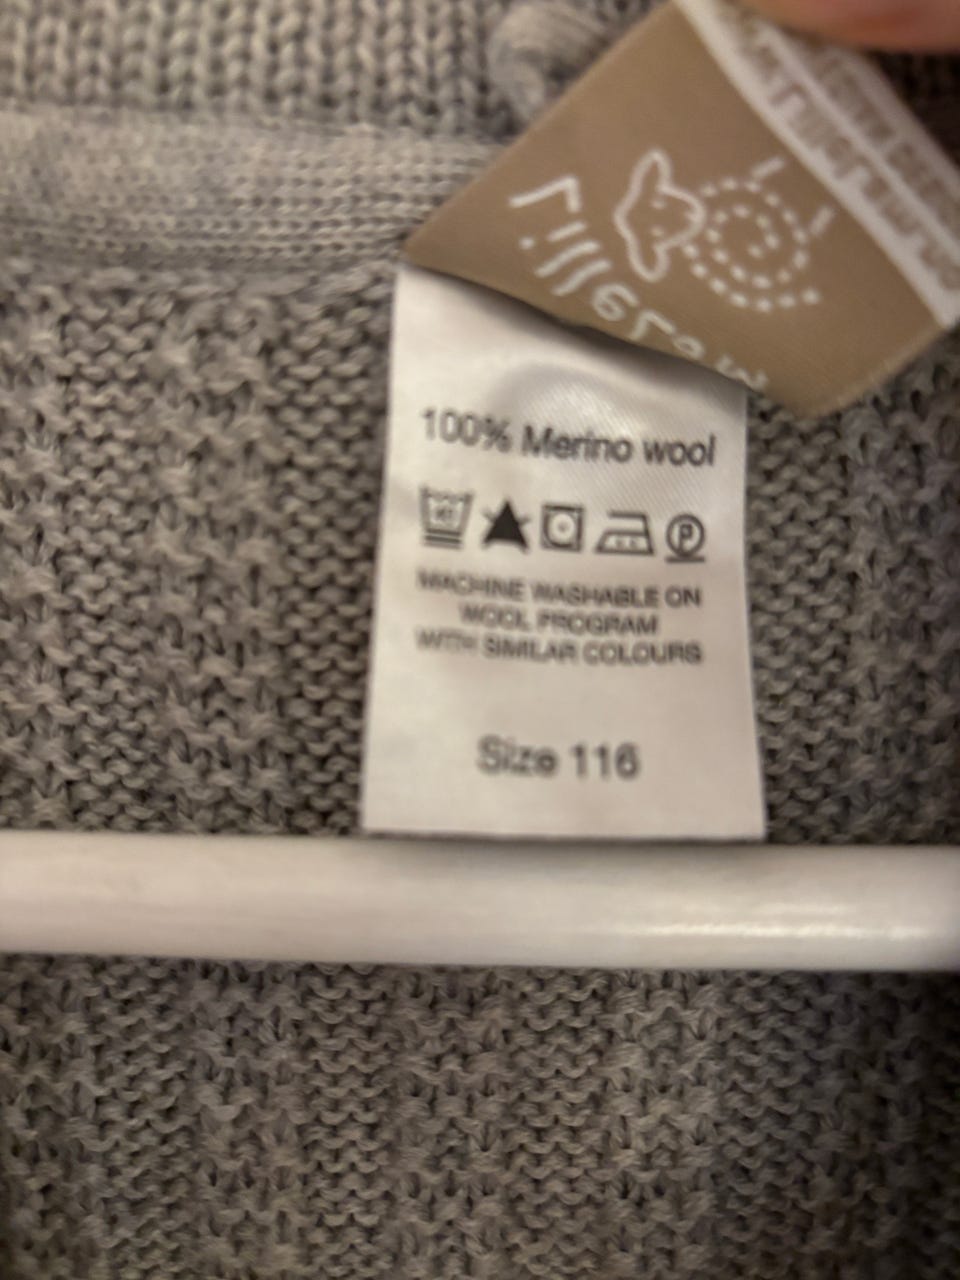 100% Merino wool
MACHINE WASHABLE ON
WOOL PROGRAM
WITH SIMILAR COLOURS
Size 116